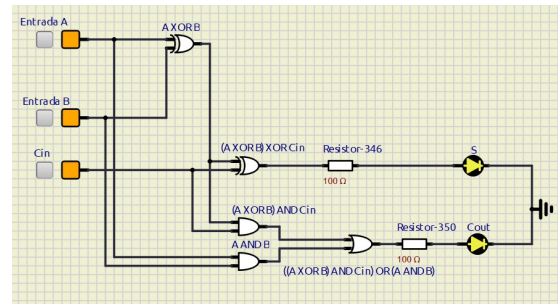 Entrada A
A XOR B
Entrada B
Cin
(A XOR B) XOR Cin
Resistor-346
S
100 Ω
(A XOR B) AND Cin
Resistor-350
Cout
A AND B
100 Ω
((A XOR B) AND Cin) OR (A AND B)